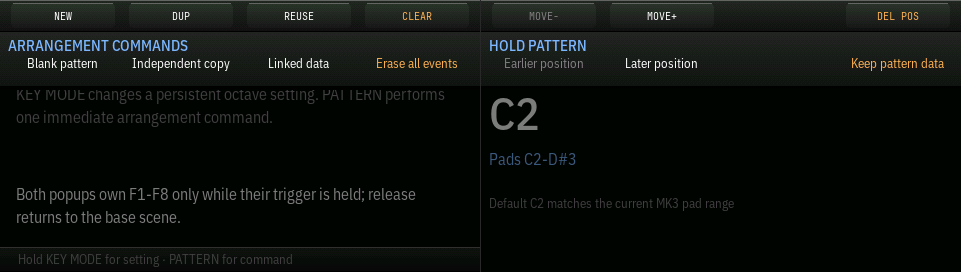 NEW DUP REUSE CLEAR
ARRANGEMENT COMMANDS
Blank pattern Independent copy Linked data Erase all events
KEY MODE changes a persistent octave setting. PATTERN performs
one immediate arrangement command.
Both popups own F1-F8 only while their trigger is held; release
returns to the base scene.
Hold KEY MODE for setting · PATTERN for command
MOVE- MOVE+ DEL POS
HOLD PATTERN
Earlier position Later position Keep pattern data
C2
Pads C2-D#3
Default C2 matches the current MK3 pad range